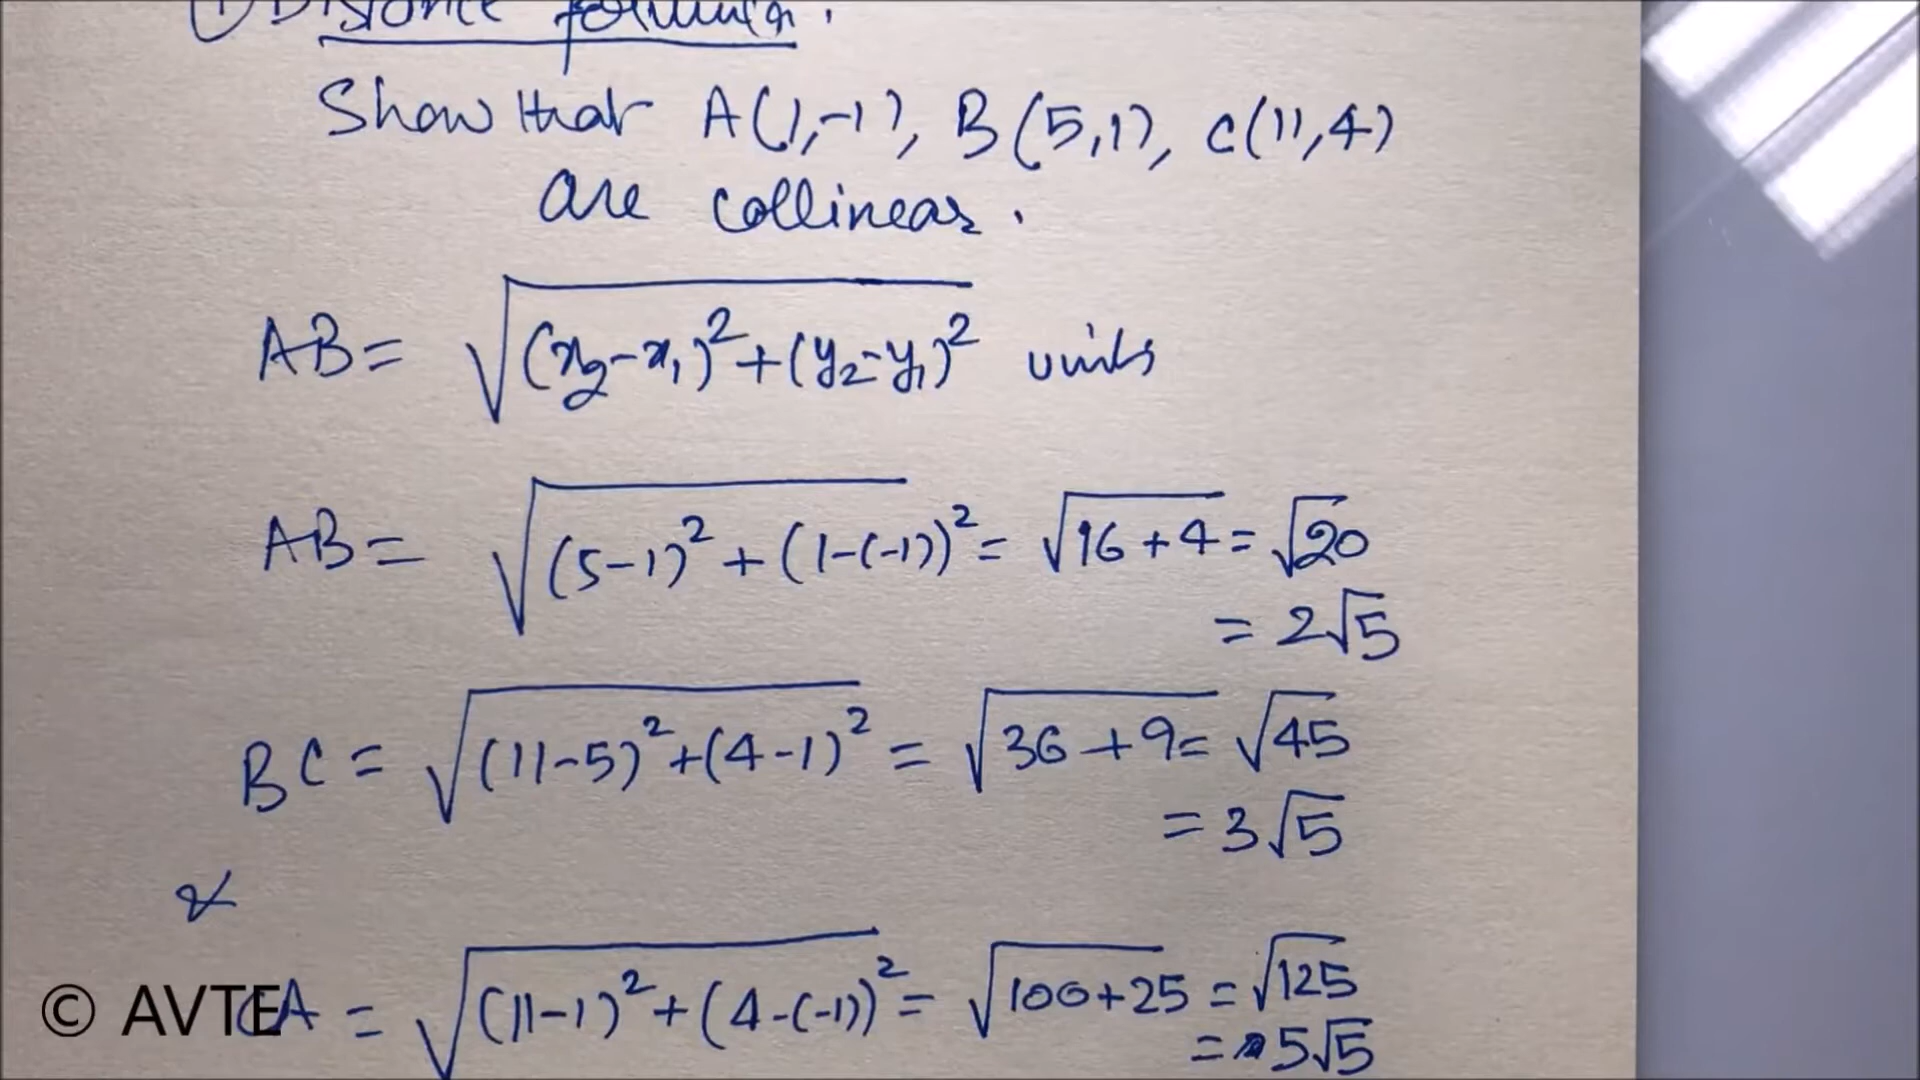 ① Distance formula.
Show that A(1,-1), B(5,1), C(11,4)
are collinear.
AB = √((x₂-x₁)²+(y₂-y₁)²) units
AB = √((5-1)²+(1-(-1))²) = √(16+4) = √20
= 2√5
BC = √((11-5)²+(4-1)²) = √(36+9) = √45
= 3√5
&
CA = √((11-1)²+(4-(-1))²) = √(100+25) = √125
= 5√5
© AVTE